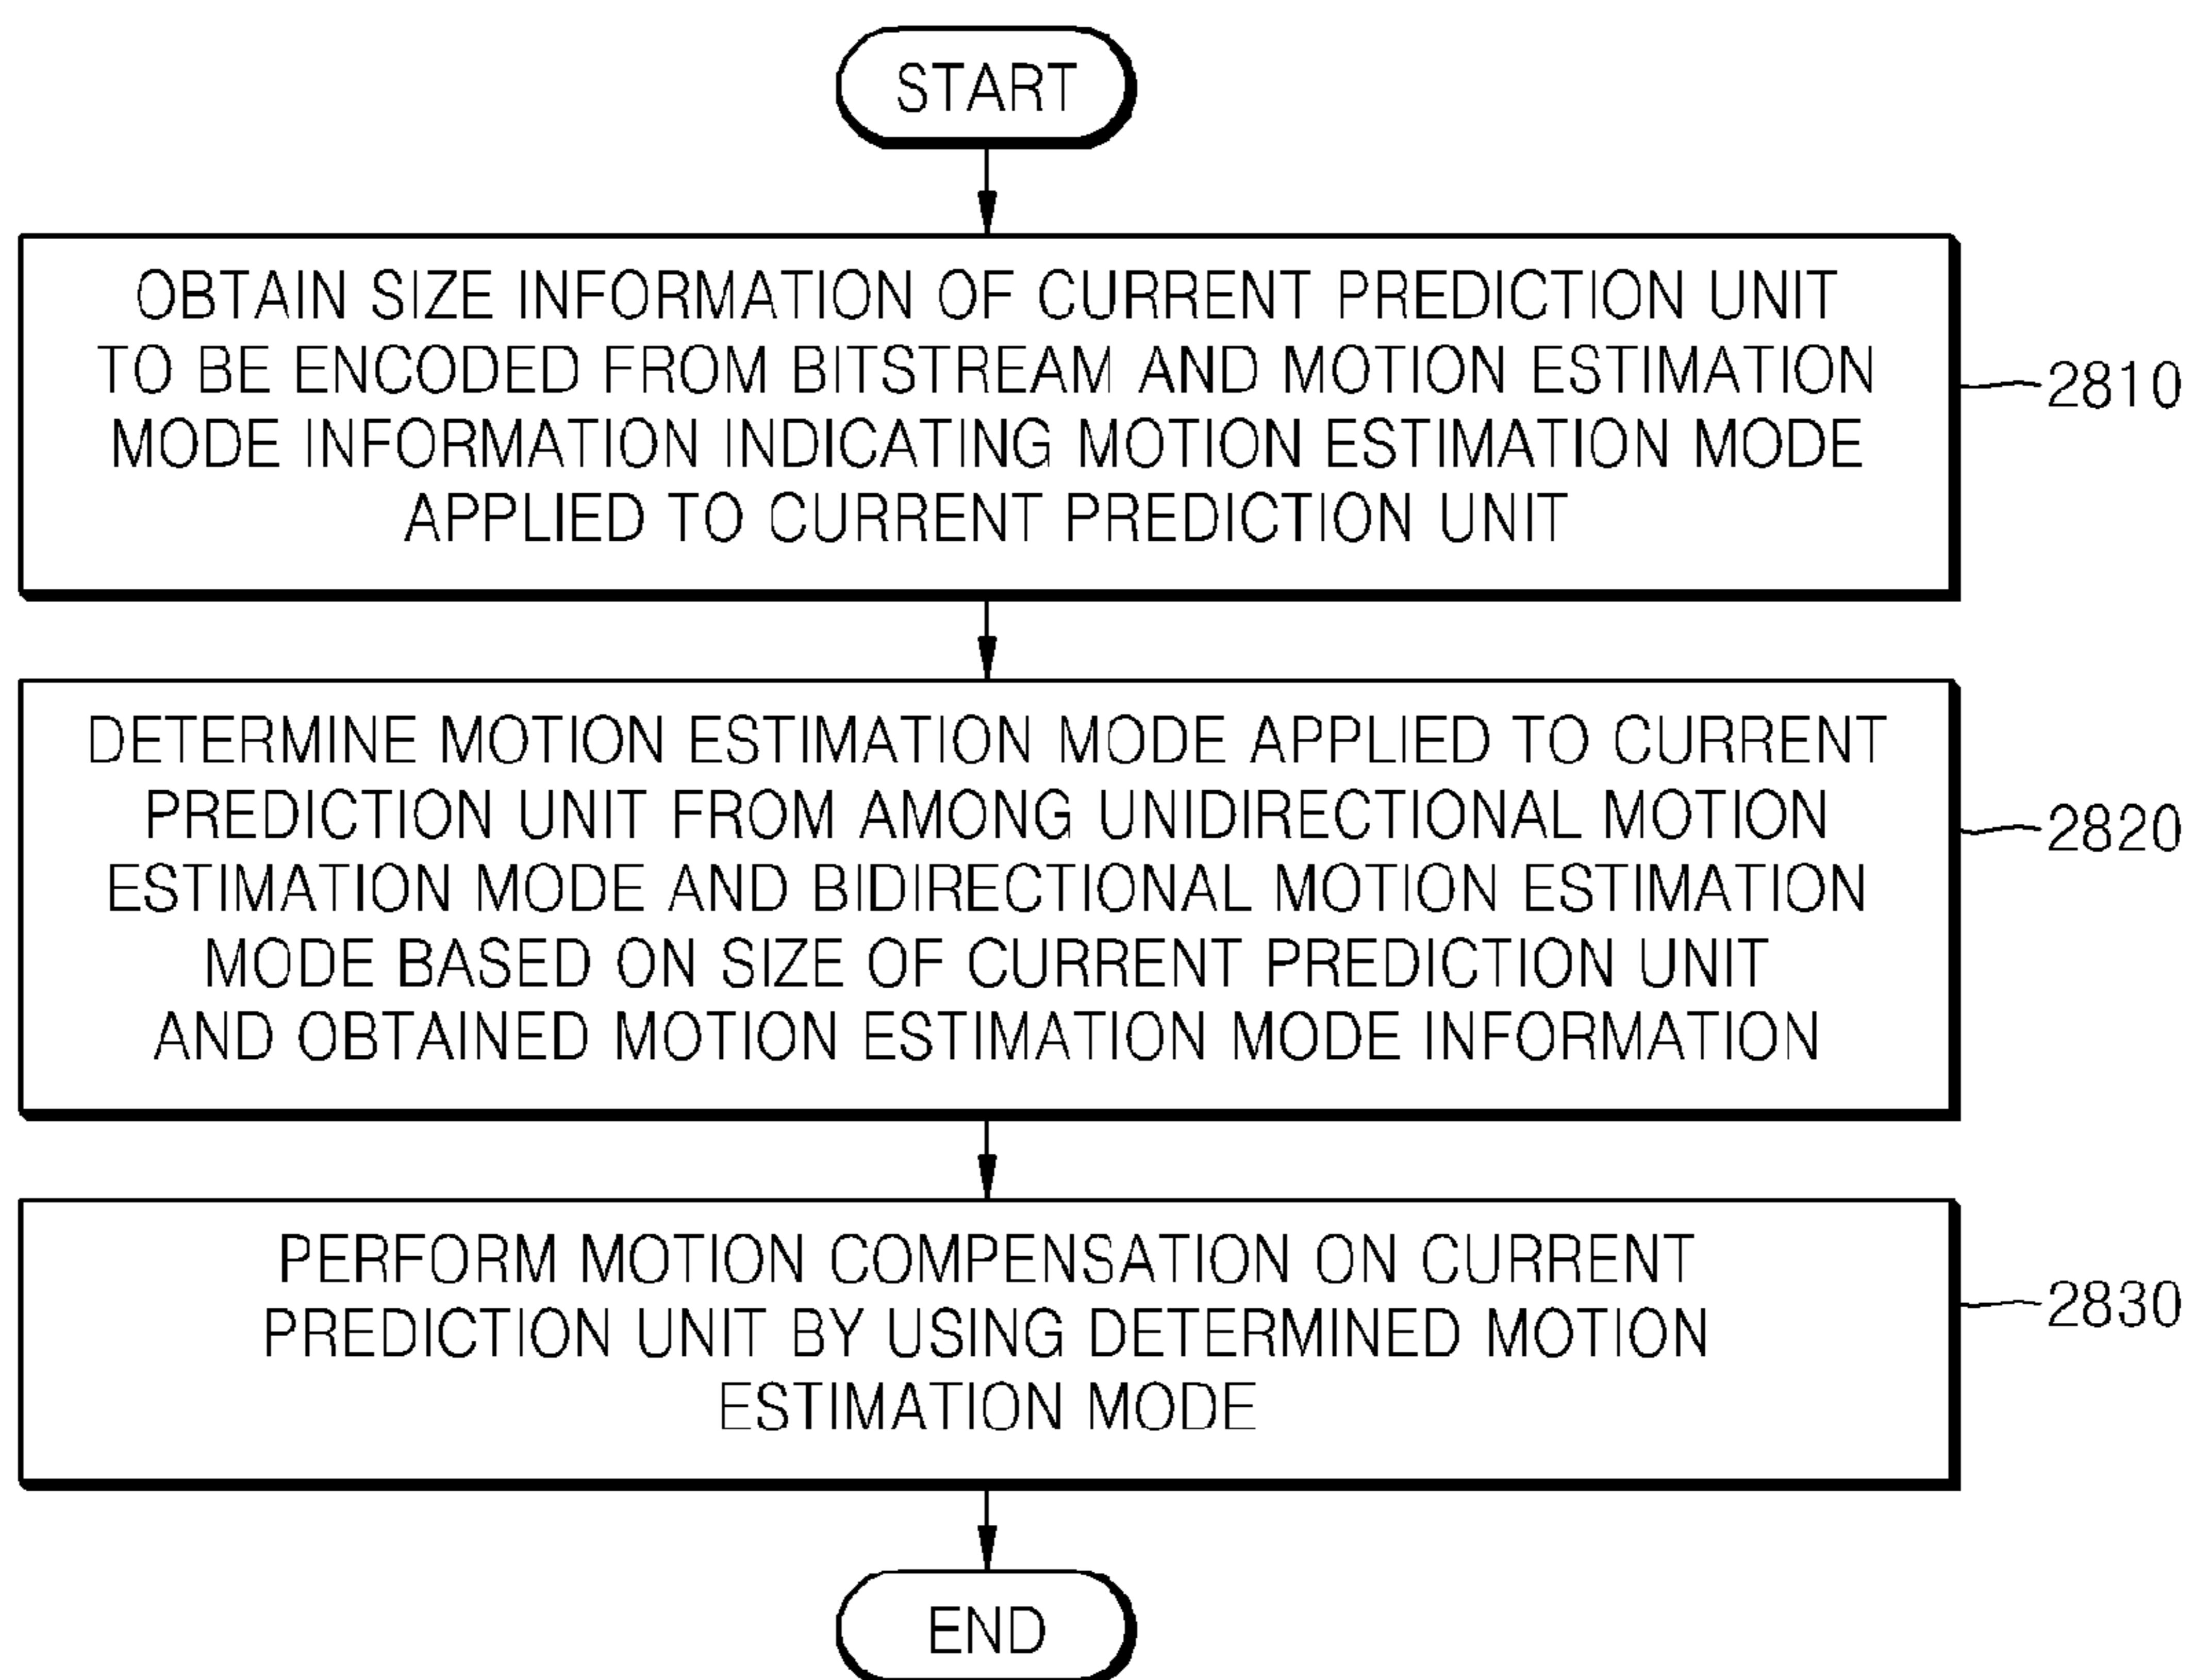 START
OBTAIN SIZE INFORMATION OF CURRENT PREDICTION UNIT
TO BE ENCODED FROM BITSTREAM AND MOTION ESTIMATION
MODE INFORMATION INDICATING MOTION ESTIMATION MODE
APPLIED TO CURRENT PREDICTION UNIT
2810
DETERMINE MOTION ESTIMATION MODE APPLIED TO CURRENT
PREDICTION UNIT FROM AMONG UNIDIRECTIONAL MOTION
ESTIMATION MODE AND BIDIRECTIONAL MOTION ESTIMATION
MODE BASED ON SIZE OF CURRENT PREDICTION UNIT
AND OBTAINED MOTION ESTIMATION MODE INFORMATION
2820
PERFORM MOTION COMPENSATION ON CURRENT
PREDICTION UNIT BY USING DETERMINED MOTION
ESTIMATION MODE
2830
END